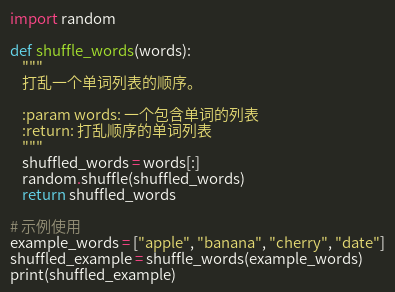 import random

def shuffle_words(words):
    """
    打乱一个单词列表的顺序。

    :param words: 一个包含单词的列表
    :return: 打乱顺序的单词列表
    """
    shuffled_words = words[:]
    random.shuffle(shuffled_words)
    return shuffled_words

# 示例使用
example_words = ["apple", "banana", "cherry", "date"]
shuffled_example = shuffle_words(example_words)
print(shuffled_example)